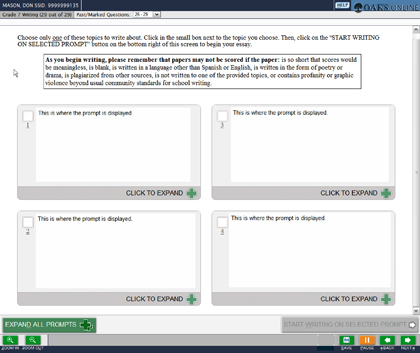 MASON, DON SSID: 9999999135
HELP
OAKS ONLINE
Grade 7 Writing (29 out of 29)
Past/Marked Questions:
26 - 29
Choose only one of these topics to write about. Click in the small box next to the topic you choose. Then, click on the "START WRITING
ON SELECTED PROMPT" button on the bottom right of this screen to begin your essay.
As you begin writing, please remember that papers may not be scored if the paper: is so short that scores would
be meaningless, is blank, is written in a language other than Spanish or English, is written in the form of poetry or
drama, is plagiarized from other sources, is not written to one of the provided topics, or contains profanity or graphic
violence beyond usual community standards for school writing.
1
This is where the prompt is displayed
CLICK TO EXPAND
3
This is where the prompt is displayed.
CLICK TO EXPAND
2
This is where the prompt is displayed.
CLICK TO EXPAND
4
This is where the prompt is displayed
CLICK TO EXPAND
EXPAND ALL PROMPTS
START WRITING ON SELECTED PROMPT
ZOOM IN
ZOOM OUT
SAVE
PAUSE
BACK
NEXT